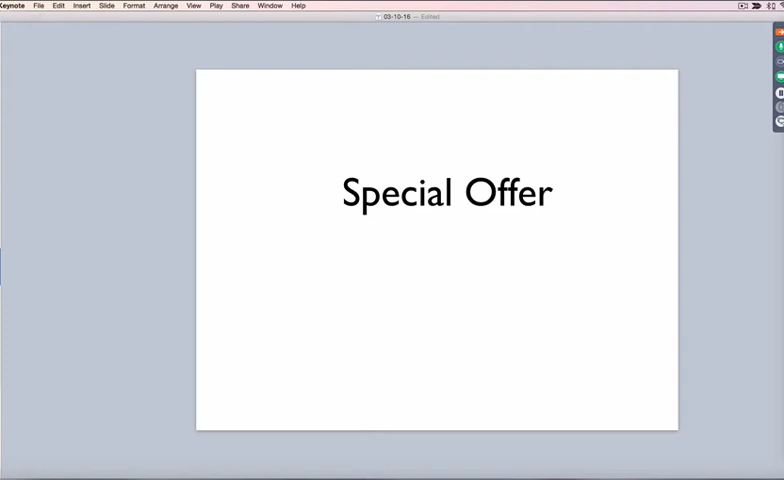 Keynote File Edit Insert Slide Format Arrange View Play Share Window Help
03-10-16 — Edited
Special Offer